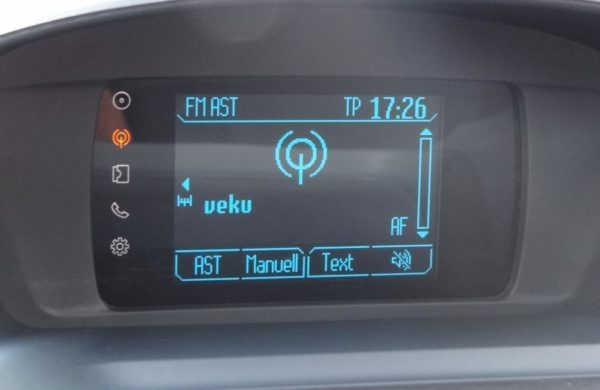 FM AST TP 17:26
veku
AF
AST Manuell Text